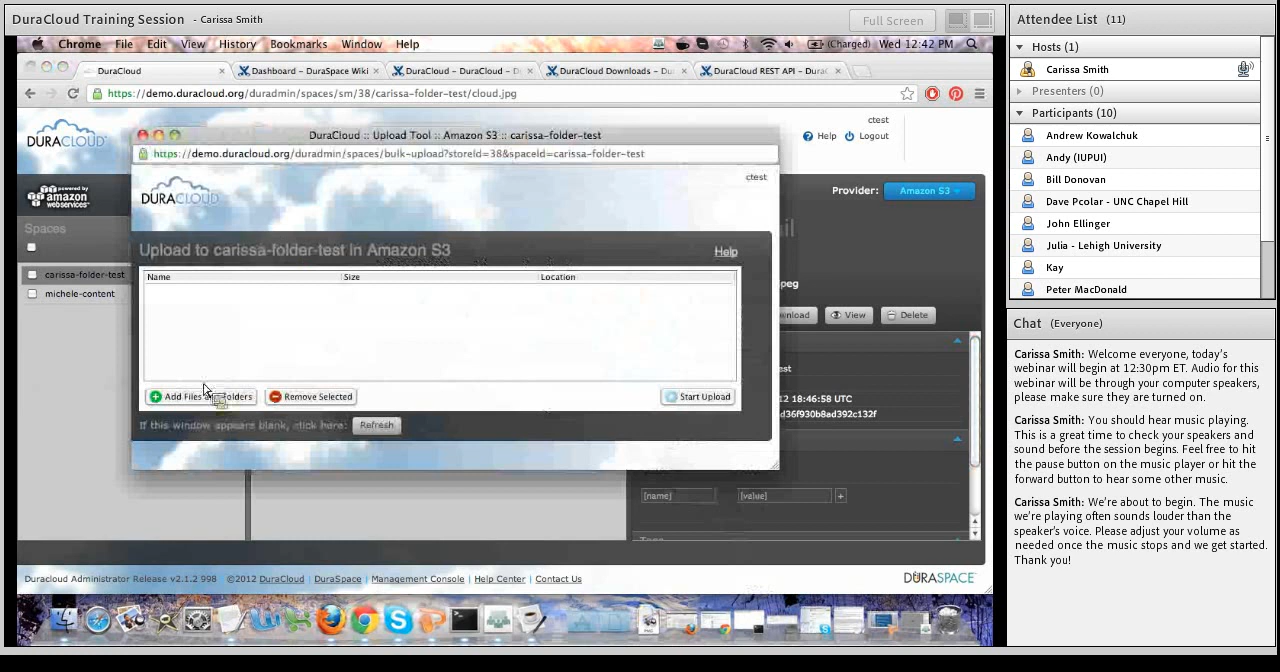 DuraCloud Training Session - Carissa Smith
Full Screen
Chrome File Edit View History Bookmarks Window Help
(Charged) Wed 12:42 PM
DuraCloud
Dashboard – DuraSpace Wiki
DuraCloud – DuraCloud – D
DuraCloud Downloads – Du
DuraCloud REST API – Dura
https://demo.duracloud.org/duradmin/spaces/sm/38/carissa-folder-test/cloud.jpg
ctest
Help Logout
DURACLOUD
powered by
amazon
webservices
Provider: Amazon S3
Spaces
carissa-folder-test
michele-content
DuraCloud :: Upload Tool :: Amazon S3 :: carissa-folder-test
https://demo.duracloud.org/duradmin/spaces/bulk-upload?storeId=38&spaceId=carissa-folder-test
ctest
DURACLOUD
Upload to carissa-folder-test in Amazon S3
Help
Name Size Location
Add Files Folders
Remove Selected
Start Upload
If this window appears blank, click here: Refresh
peg
wnload View Delete
est
12 18:46:58 UTC
d36f930b8ad392c132f
[name] [value] +
Duracloud Administrator Release v2.1.2 998 ©2012 DuraCloud | DuraSpace | Management Console | Help Center | Contact Us
DURASPACE
Attendee List (11)
Hosts (1)
Carissa Smith
Presenters (0)
Participants (10)
Andrew Kowalchuk
Andy (IUPUI)
Bill Donovan
Dave Pcolar - UNC Chapel Hill
John Ellinger
Julia - Lehigh University
Kay
Peter MacDonald
Chat (Everyone)
Carissa Smith: Welcome everyone, today's
webinar will begin at 12:30pm ET. Audio for this
webinar will be through your computer speakers,
please make sure they are turned on.
Carissa Smith: You should hear music playing.
This is a great time to check your speakers and
sound before the session begins. Feel free to hit
the pause button on the music player or hit the
forward button to hear some other music.
Carissa Smith: We're about to begin. The music
we're playing often sounds louder than the
speaker's voice. Please adjust your volume as
needed once the music stops and we get started.
Thank you!